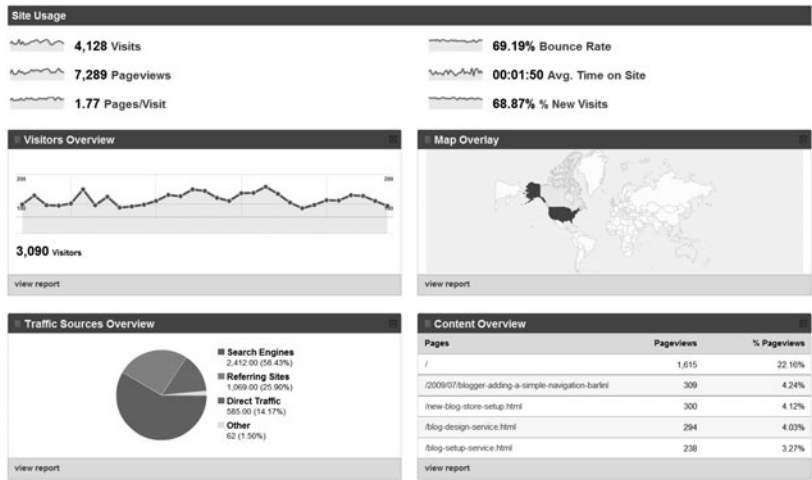 Site Usage
4,128 Visits
7,289 Pageviews
1.77 Pages/Visit
69.19% Bounce Rate
00:01:50 Avg. Time on Site
68.87% % New Visits
Visitors Overview
200
200
100
100
3,090 Visitors
view report
Map Overlay
view report
Traffic Sources Overview
Search Engines
2,412.00 (58.43%)
Referring Sites
1,069.00 (25.90%)
Direct Traffic
585.00 (14.17%)
Other
62 (1.50%)
view report
Content Overview
Pages Pageviews % Pageviews
/ 1,615 22.16%
/2009/07/blogger-adding-a-simple-navigation-barlinl 309 4.24%
/new-blog-store-setup.html 300 4.12%
/blog-design-service.html 294 4.03%
/blog-setup-service.html 238 3.27%
view report